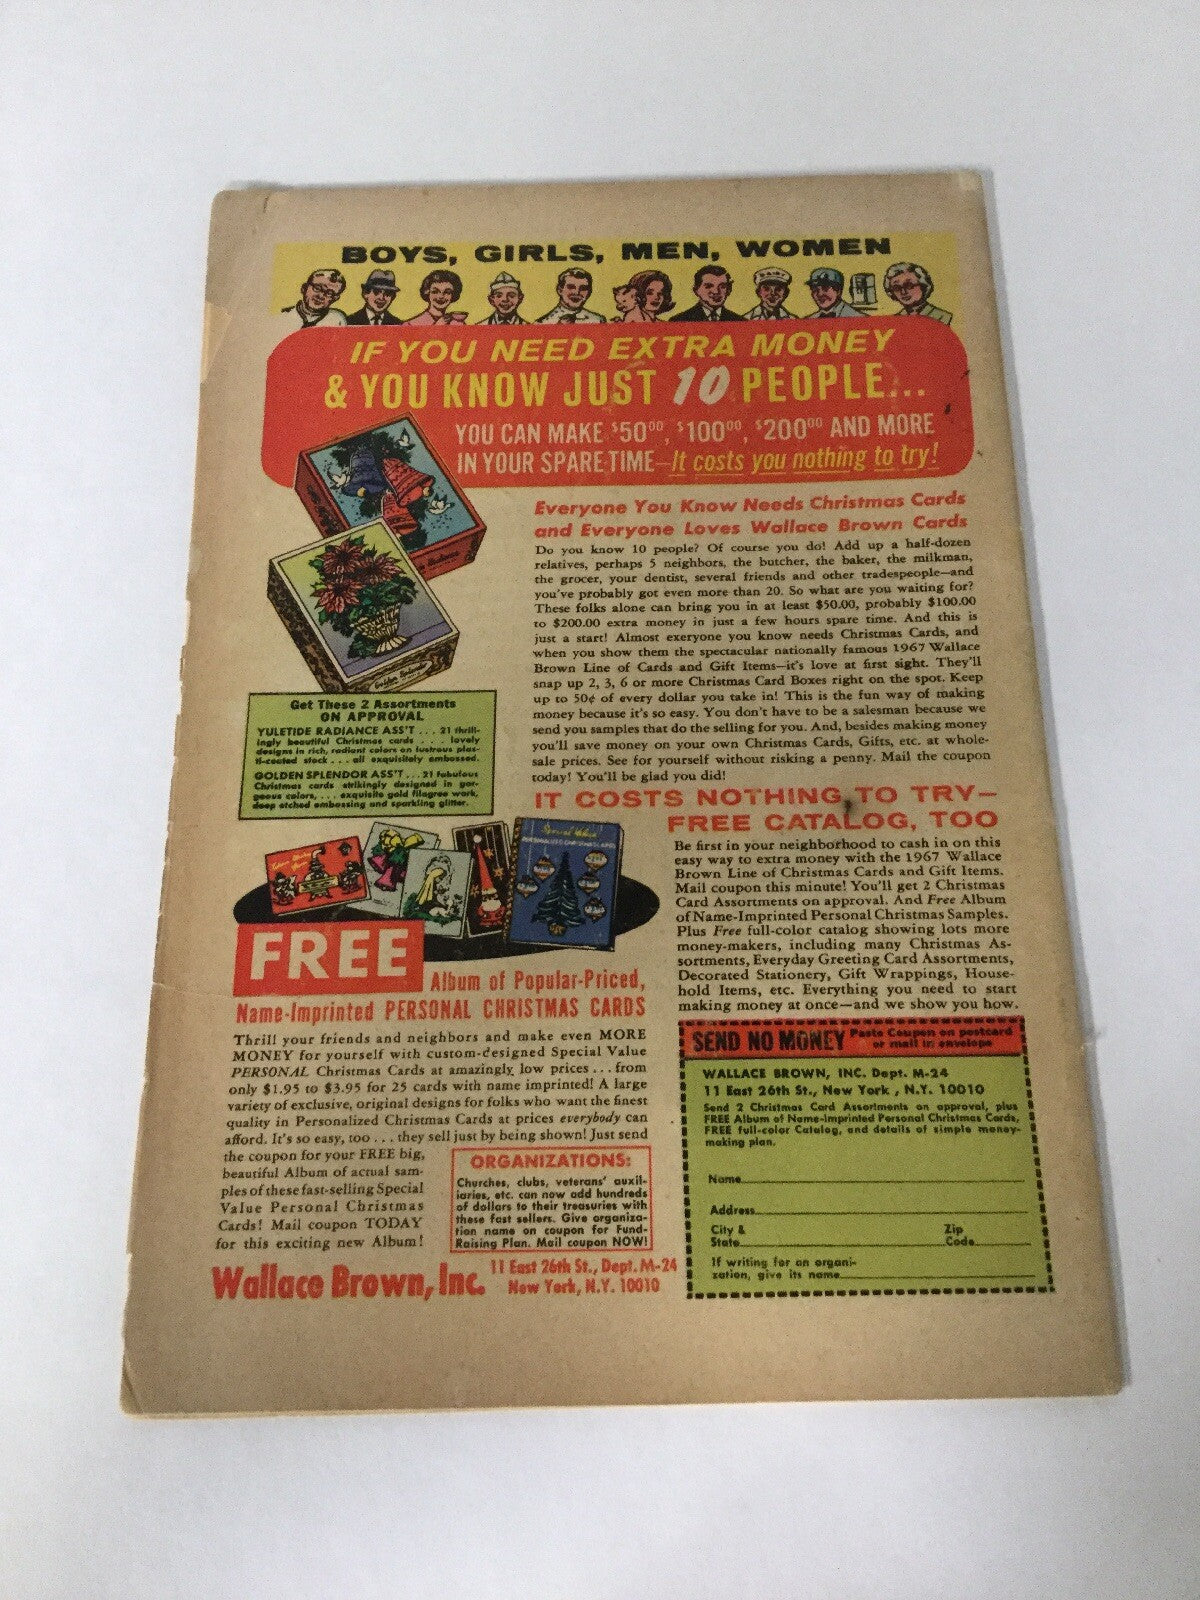 BOYS, GIRLS, MEN, WOMEN
DAIRY
IF YOU NEED EXTRA MONEY
& YOU KNOW JUST 10 PEOPLE...
YOU CAN MAKE $50⁰⁰, $100⁰⁰, $200⁰⁰ AND MORE
IN YOUR SPARE TIME—It costs you nothing to try!
Everyone You Know Needs Christmas Cards
and Everyone Loves Wallace Brown Cards
Do you know 10 people? Of course you do! Add up a half-dozen
relatives, perhaps 5 neighbors, the butcher, the baker, the milkman,
the grocer, your dentist, several friends and other tradespeople—and
you've probably got even more than 20. So what are you waiting for?
These folks alone can bring you in at least $50.00, probably $100.00
to $200.00 extra money in just a few hours spare time. And this is
just a start! Almost exeryone you know needs Christmas Cards, and
when you show them the spectacular nationally famous 1967 Wallace
Brown Line of Cards and Gift Items—it's love at first sight. They'll
snap up 2, 3, 6 or more Christmas Card Boxes right on the spot. Keep
up to 50¢ of every dollar you take in! This is the fun way of making
money because it's so easy. You don't have to be a salesman because we
send you samples that do the selling for you. And, besides making money
you'll save money on your own Christmas Cards, Gifts, etc. at whole-
sale prices. See for yourself without risking a penny. Mail the coupon
today! You'll be glad you did!
Golden Splendor
Get These 2 Assortments
ON APPROVAL
YULETIDE RADIANCE ASS'T . . . 21 thrill-
ingly beautiful Christmas cards . . . lovely
designs in rich, radiant colors on lustrous plas-
ti-coated stock . . . all exquisitely embossed.
GOLDEN SPLENDOR ASS'T . . . 21 fabulous
Christmas cards strikingly designed in gor-
geous colors, . . . exquisite gold filagree work,
deep etched embossing and sparkling glitter.
IT COSTS NOTHING TO TRY—
FREE CATALOG, TOO
Be first in your neighborhood to cash in on this
easy way to extra money with the 1967 Wallace
Brown Line of Christmas Cards and Gift Items.
Mail coupon this minute! You'll get 2 Christmas
Card Assortments on approval. And Free Album
of Name-Imprinted Personal Christmas Samples.
Plus Free full-color catalog showing lots more
money-makers, including many Christmas As-
sortments, Everyday Greeting Card Assortments,
Decorated Stationery, Gift Wrappings, House-
hold Items, etc. Everything you need to start
making money at once—and we show you how.
Special Value
PERSONALIZED CHRISTMAS CARDS
FREE
Album of Popular-Priced,
Name-Imprinted PERSONAL CHRISTMAS CARDS
Thrill your friends and neighbors and make even MORE
MONEY for yourself with custom-designed Special Value
PERSONAL Christmas Cards at amazingly low prices . . . from
only $1.95 to $3.95 for 25 cards with name imprinted! A large
variety of exclusive, original designs for folks who want the finest
quality in Personalized Christmas Cards at prices everybody can
afford. It's so easy, too . . . they sell just by being shown! Just send
the coupon for your FREE big,
beautiful Album of actual sam-
ples of these fast-selling Special
Value Personal Christmas
Cards! Mail coupon TODAY
for this exciting new Album!
ORGANIZATIONS:
Churches, clubs, veterans' auxil-
iaries, etc. can now add hundreds
of dollars to their treasuries with
these fast sellers. Give organiza-
tion name on coupon for Fund-
Raising Plan. Mail coupon NOW!
Wallace Brown, Inc. 11 East 26th St., Dept. M-24
New York, N.Y. 10010
SEND NO MONEY Paste Coupon on postcard
or mail in envelope
WALLACE BROWN, INC. Dept. M-24
11 East 26th St., New York , N.Y. 10010
Send 2 Christmas Card Assortments on approval, plus
FREE Album of Name-Imprinted Personal Christmas Cards,
FREE full-color Catalog, and details of simple money-
making plan.
Name
Address
City & State Zip Code
If writing for an organi-
zation, give its name